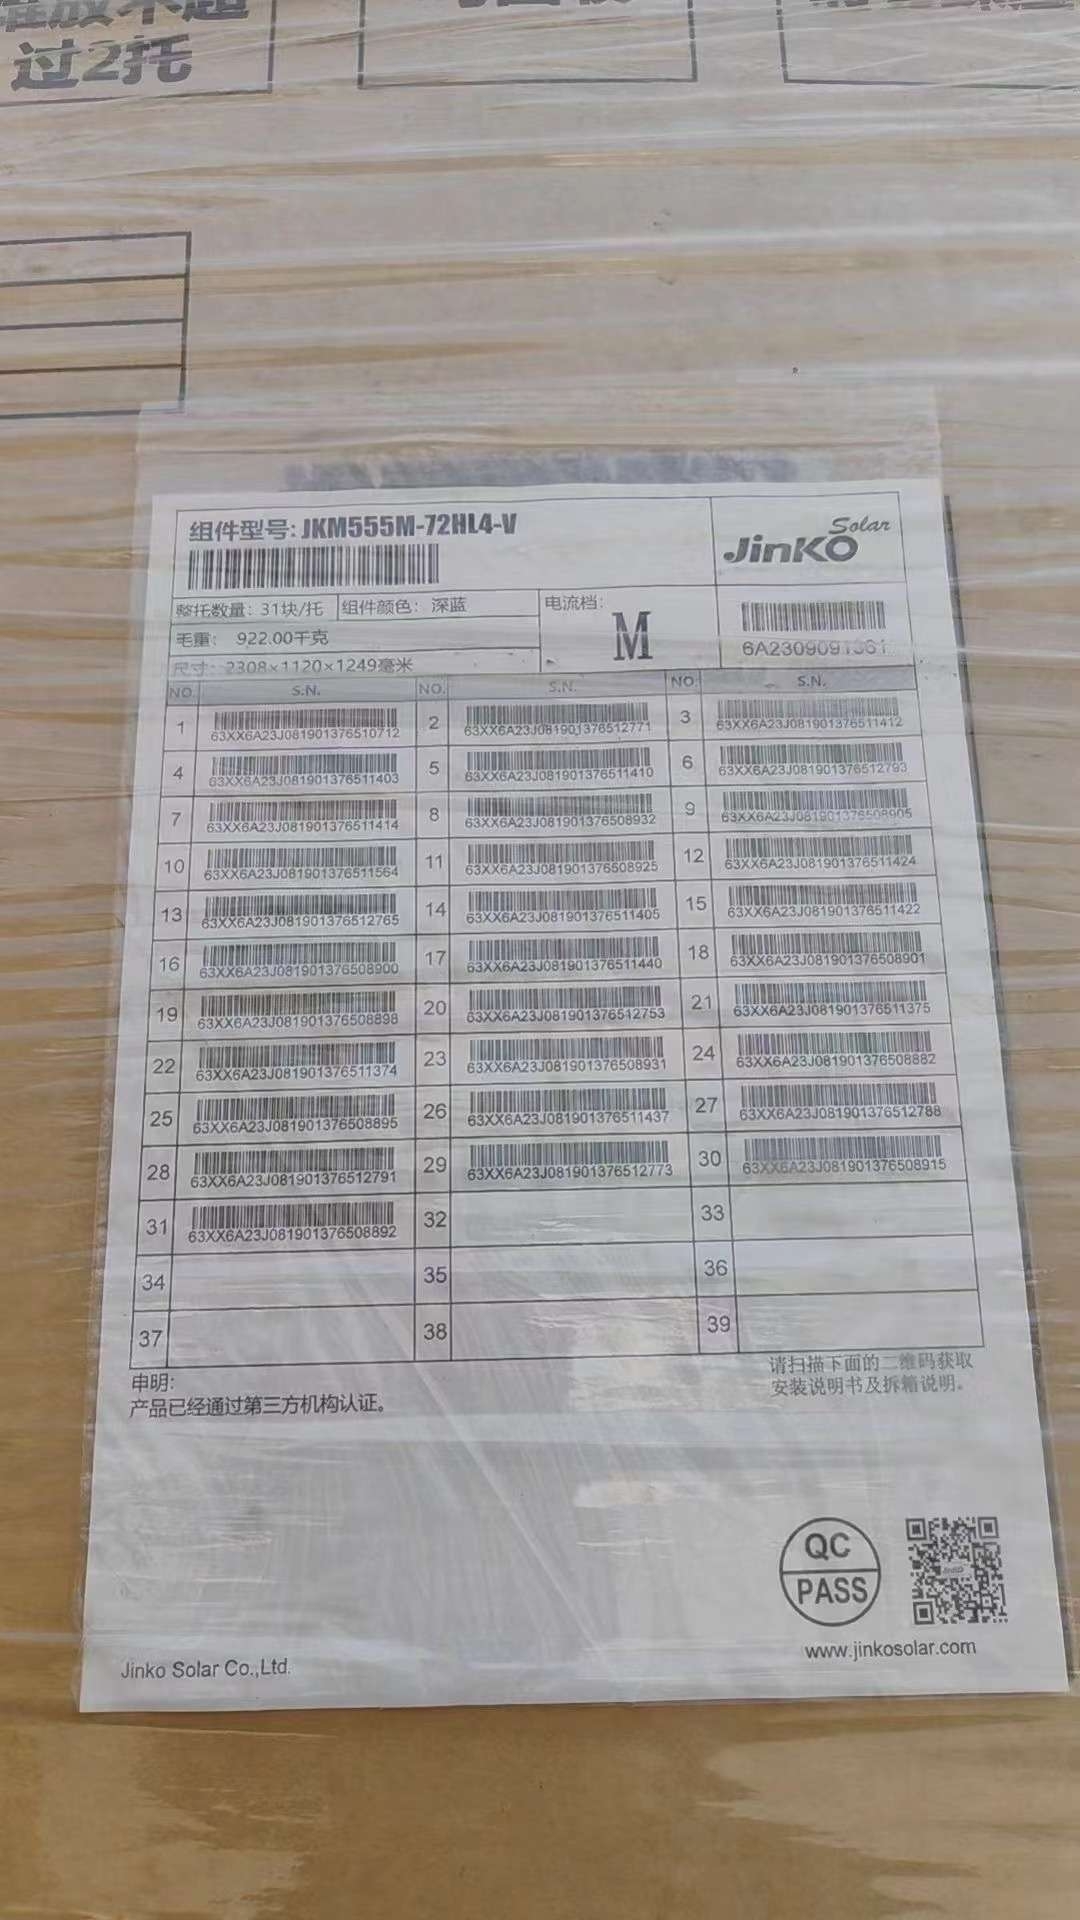 过2托
组件型号: JKM555M-72HL4-V
Solar
JinKO
整托数量: 31块/托
组件颜色: 深蓝
电流档:
M
毛重: 922.00千克
尺寸: 2308×1120×1249毫米
6A2309091361
NO. S.N. NO. S.N. NO. S.N.
1 63XX6A23J081901376510712 2 63XX6A23J081901376512771 3 63XX6A23J081901376511412
4 63XX6A23J081901376511403 5 63XX6A23J081901376511410 6 63XX6A23J081901376512793
7 63XX6A23J081901376511414 8 63XX6A23J081901376508932 9 63XX6A23J081901376508905
10 63XX6A23J081901376511564 11 63XX6A23J081901376508925 12 63XX6A23J081901376511424
13 63XX6A23J081901376512765 14 63XX6A23J081901376511405 15 63XX6A23J081901376511422
16 63XX6A23J081901376508900 17 63XX6A23J081901376511440 18 63XX6A23J081901376508901
19 63XX6A23J081901376508898 20 63XX6A23J081901376512753 21 63XX6A23J081901376511375
22 63XX6A23J081901376511374 23 63XX6A23J081901376508931 24 63XX6A23J081901376508882
25 63XX6A23J081901376508895 26 63XX6A23J081901376511437 27 63XX6A23J081901376512788
28 63XX6A23J081901376512791 29 63XX6A23J081901376512773 30 63XX6A23J081901376508915
31 63XX6A23J081901376508892 32 33
34 35 36
37 38 39
申明:
产品已经通过第三方机构认证。
请扫描下面的二维码获取
安装说明书及拆箱说明。
QC
PASS
www.jinkosolar.com
Jinko Solar Co.,Ltd.